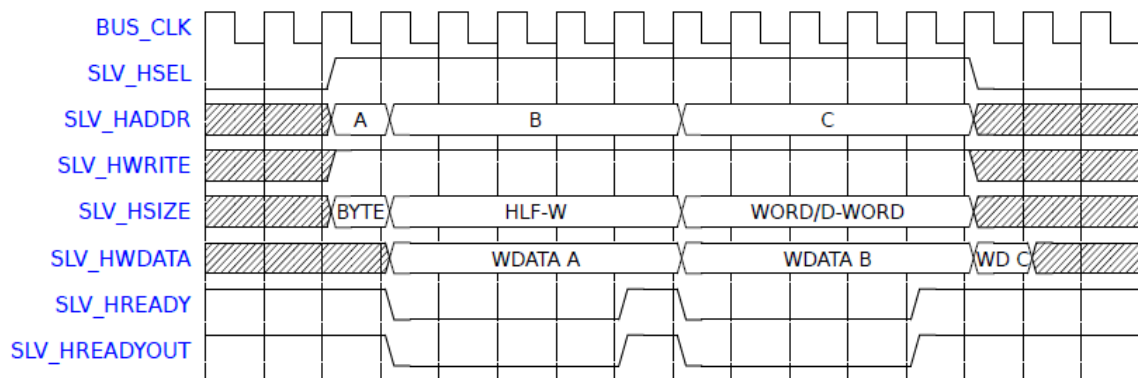 BUS_CLK
SLV_HSEL
SLV_HADDR A B C
SLV_HWRITE
SLV_HSIZE BYTE HLF-W WORD/D-WORD
SLV_HWDATA WDATA A WDATA B WD C
SLV_HREADY
SLV_HREADYOUT